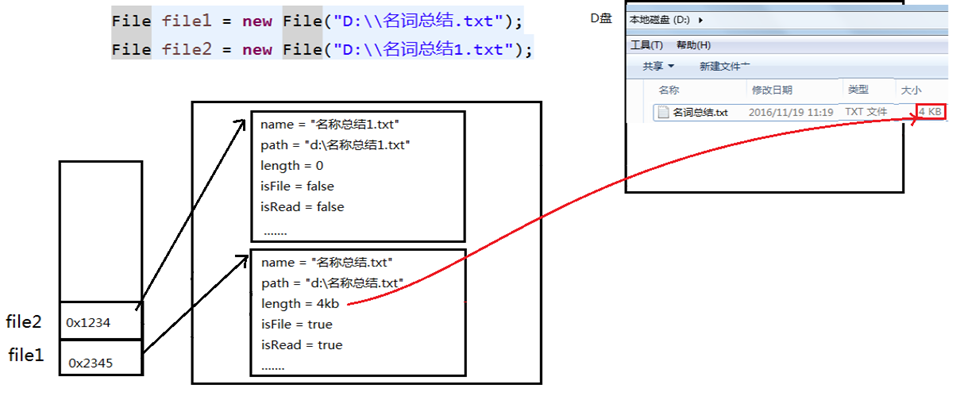 File file1 = new File("D:\\名词总结.txt");
File file2 = new File("D:\\名词总结1.txt");
D盘
本地磁盘 (D:)
工具(T) 帮助(H)
共享 新建文件
名称 修改日期 类型 大小
名词总结.txt 2016/11/19 11:19 TXT 文件 4 KB
name = "名称总结1.txt"
path = "d:\名称总结1.txt"
length = 0
isFile = false
isRead = false
.......
name = "名称总结.txt"
path = "d:\名称总结.txt"
length = 4kb
isFile = true
isRead = true
.......
file2 0x1234
file1 0x2345